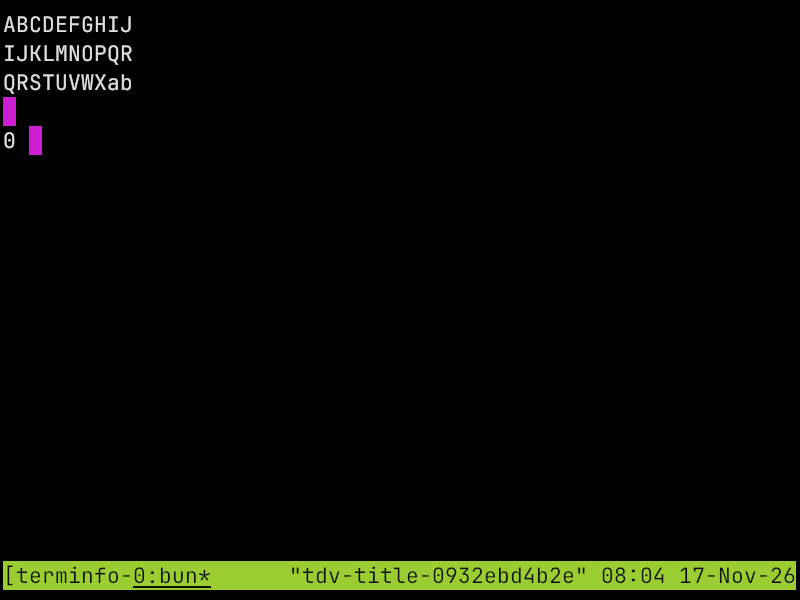 ABCDEFGHIJ
IJKLMNOPQR
QRSTUVWXab
0
[terminfo-0:bun* "tdv-title-0932ebd4b2e" 08:04 17-Nov-26